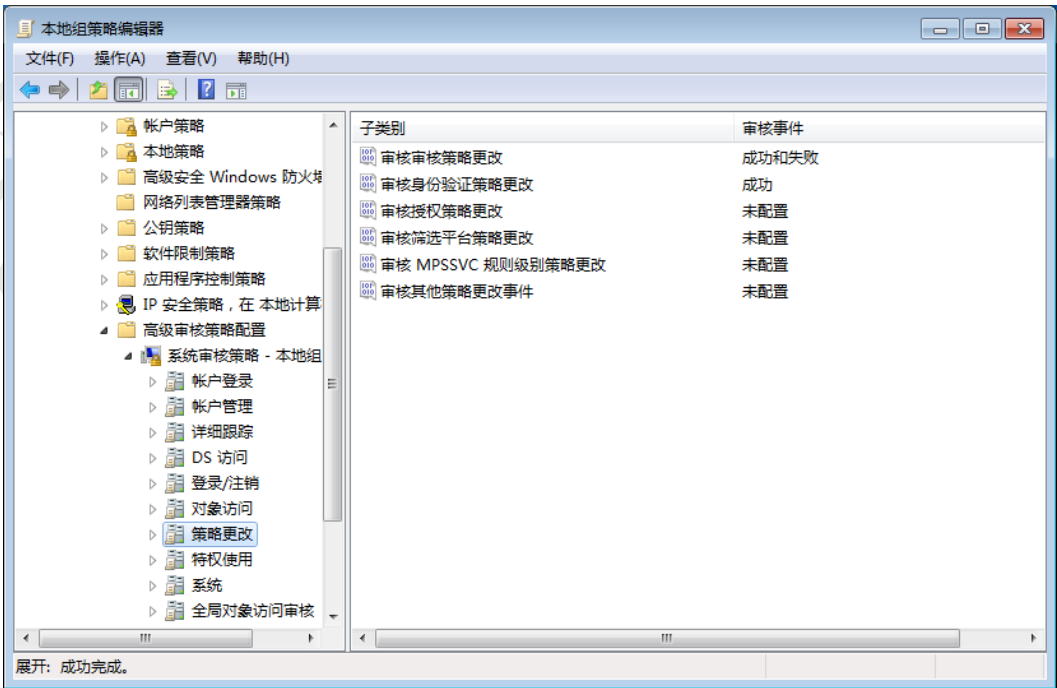 本地组策略编辑器
文件(F) 操作(A) 查看(V) 帮助(H)
帐户策略
本地策略
高级安全 Windows 防火墙
网络列表管理器策略
公钥策略
软件限制策略
应用程序控制策略
IP 安全策略，在 本地计算
高级审核策略配置
系统审核策略 - 本地组
帐户登录
帐户管理
详细跟踪
DS 访问
登录/注销
对象访问
策略更改
特权使用
系统
全局对象访问审核
子类别 审核事件
审核审核策略更改 成功和失败
审核身份验证策略更改 成功
审核授权策略更改 未配置
审核筛选平台策略更改 未配置
审核 MPSSVC 规则级别策略更改 未配置
审核其他策略更改事件 未配置
展开: 成功完成。